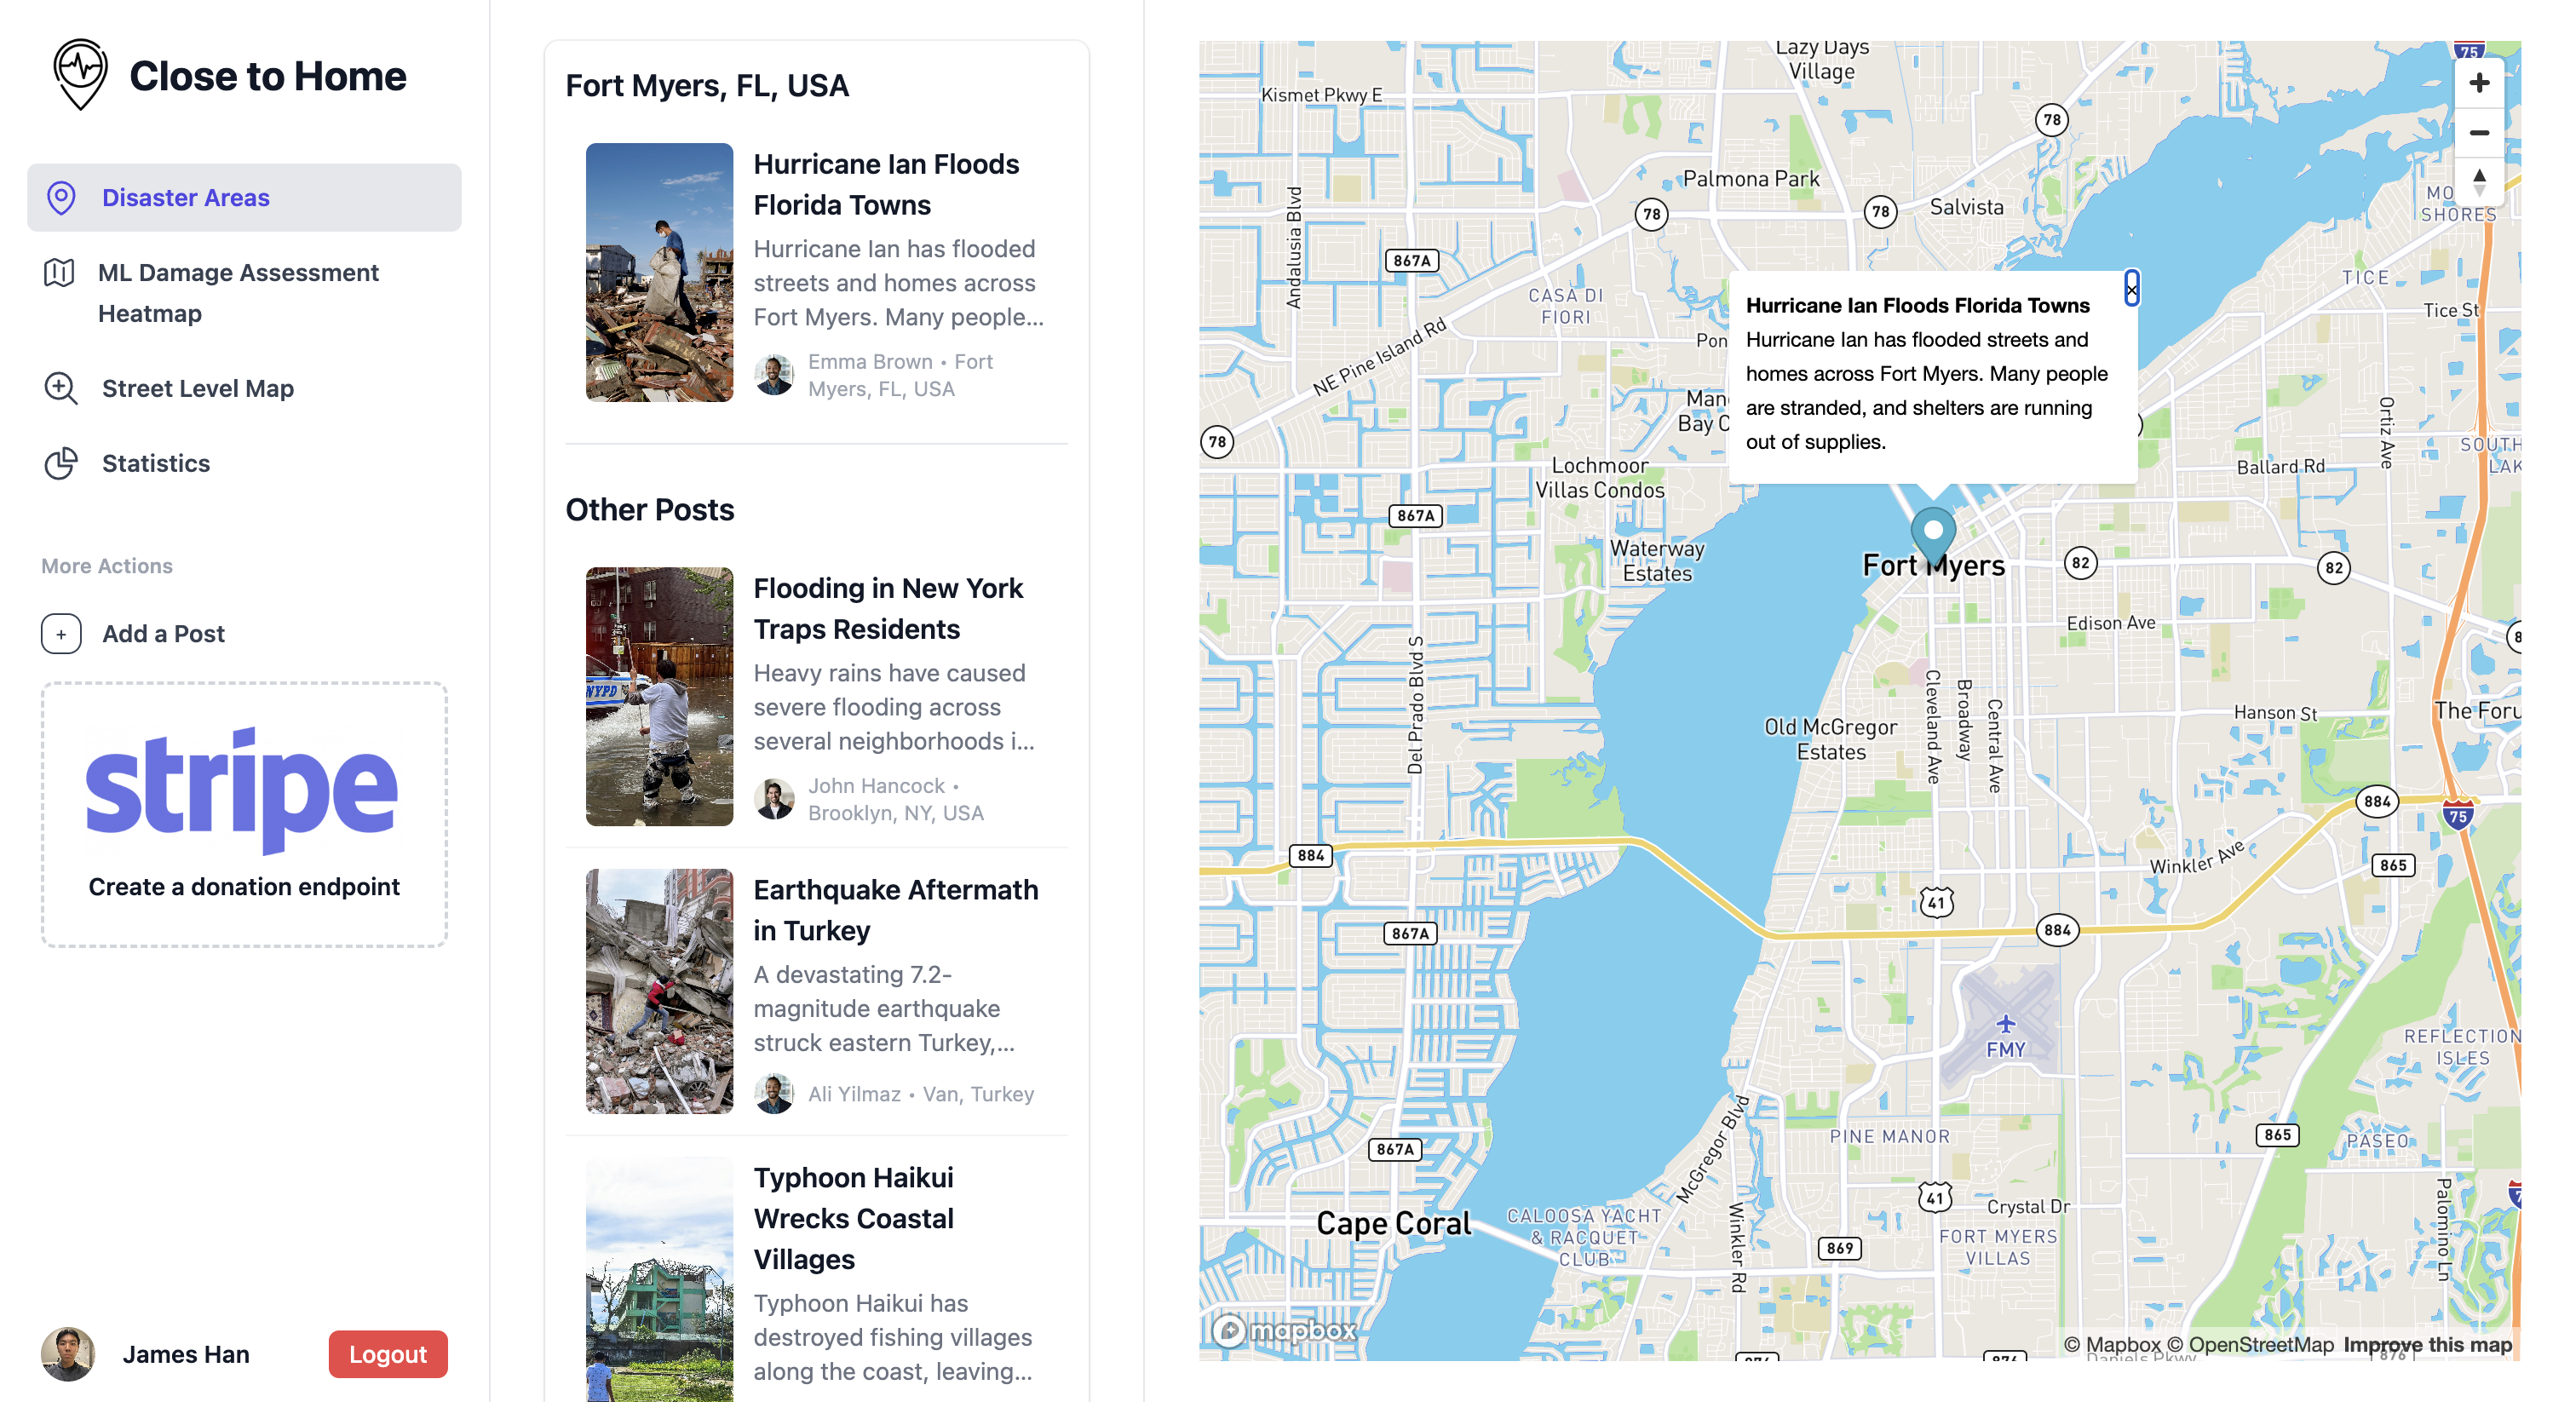 Close to Home
Disaster Areas
ML Damage Assessment
Heatmap
Street Level Map
Statistics
More Actions
+
Add a Post
stripe
Create a donation endpoint
James Han
Logout
Fort Myers, FL, USA
Hurricane Ian Floods
Florida Towns
Hurricane Ian has flooded
streets and homes across
Fort Myers. Many people...
Emma Brown • Fort
Myers, FL, USA
Other Posts
NYPD
Flooding in New York
Traps Residents
Heavy rains have caused
severe flooding across
several neighborhoods i...
John Hancock •
Brooklyn, NY, USA
Earthquake Aftermath
in Turkey
A devastating 7.2-
magnitude earthquake
struck eastern Turkey,...
Ali Yilmaz • Van, Turkey
Typhoon Haikui
Wrecks Coastal
Villages
Typhoon Haikui has
destroyed fishing villages
along the coast, leaving...
Lazy Days
Village
75
+
−
Kismet Pkwy E
78
Palmona Park
MO
SHORES
Andalusia Blvd
78
78
Salvista
867A
TICE
CASA DI
FIORI
Tice St
Hurricane Ian Floods Florida Towns
×
Hurricane Ian has flooded streets and
homes across Fort Myers. Many people
are stranded, and shelters are running
out of supplies.
NE Pine Island Rd
Pon
Man
Bay C
Ortiz Ave
78
SOUTH
LAK
Lochmoor
Villas Condos
Ballard Rd
867A
Waterway
Estates
Fort Myers
82
82
Edison Ave
8
Del Prado Blvd S
Cleveland Ave
Broadway
Central Ave
Old McGregor
Estates
Hanson St
The Foru
884
75
884
Winkler Ave
865
41
867A
884
FMY
REFLECTION
ISLES
McGregor Blvd
PINE MANOR
865
PASEO
867A
41
Crystal Dr
Cape Coral
CALOOSA YACHT
& RACQUET
CLUB
Winkler Rd
869
FORT MYERS
VILLAS
Palomino Ln
7
mapbox
© Mapbox © OpenStreetMap Improve this map
Daniels Pkwy
876